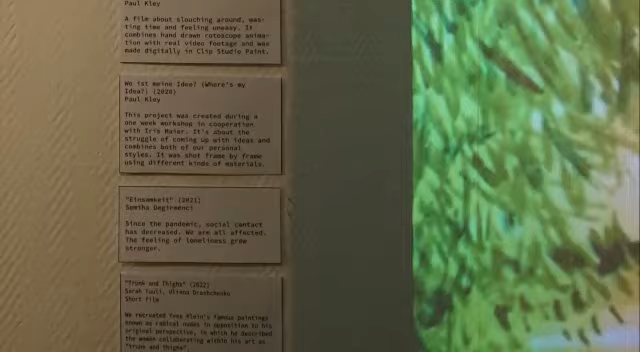 Paul Kley
A film about slouching around, was-
ting time and feeling uneasy. It
combines hand drawn rotoscope anima-
tion with real video footage and was
made digitally in Clip Studio Paint.
Wo ist meine Idee? (Where's my
Idea?) (2020)
Paul Kley
This project was created during a
one week workshop in cooperation
with Iris Maier. It's about the
struggle of coming up with ideas and
combines both of our personal
styles. It was shot frame by frame
using different kinds of materials.
"Einsamkeit" (2021)
Semiha Degirmenci
Since the pandemic, social contact
has decreased. We are all affected.
The feeling of loneliness grew
stronger.
"Trunk and Thighs" (2022)
Sarah
Short film
We recreated Yves Klein's famous paintings
known as radical nudes in opposition to his
original perspective, in which he described
the women collaborating within his art as
"trunk and thighs".